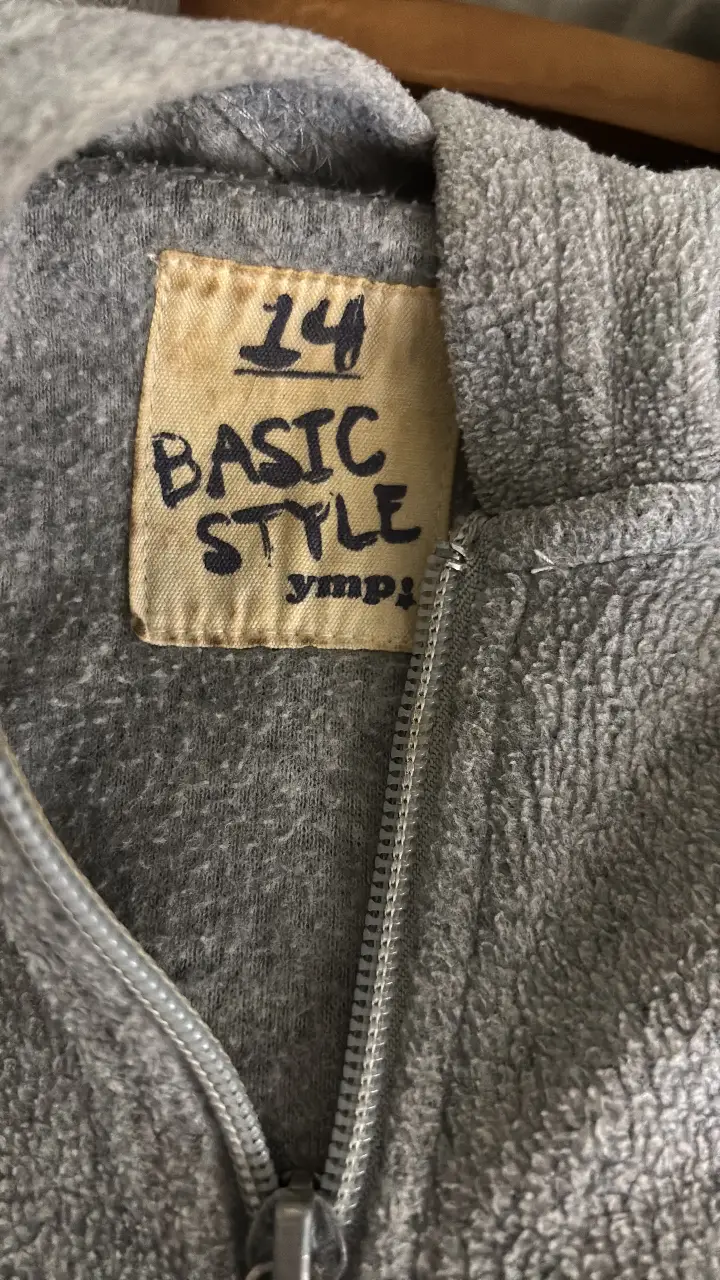 14
BASIC
STYLE
ymp;